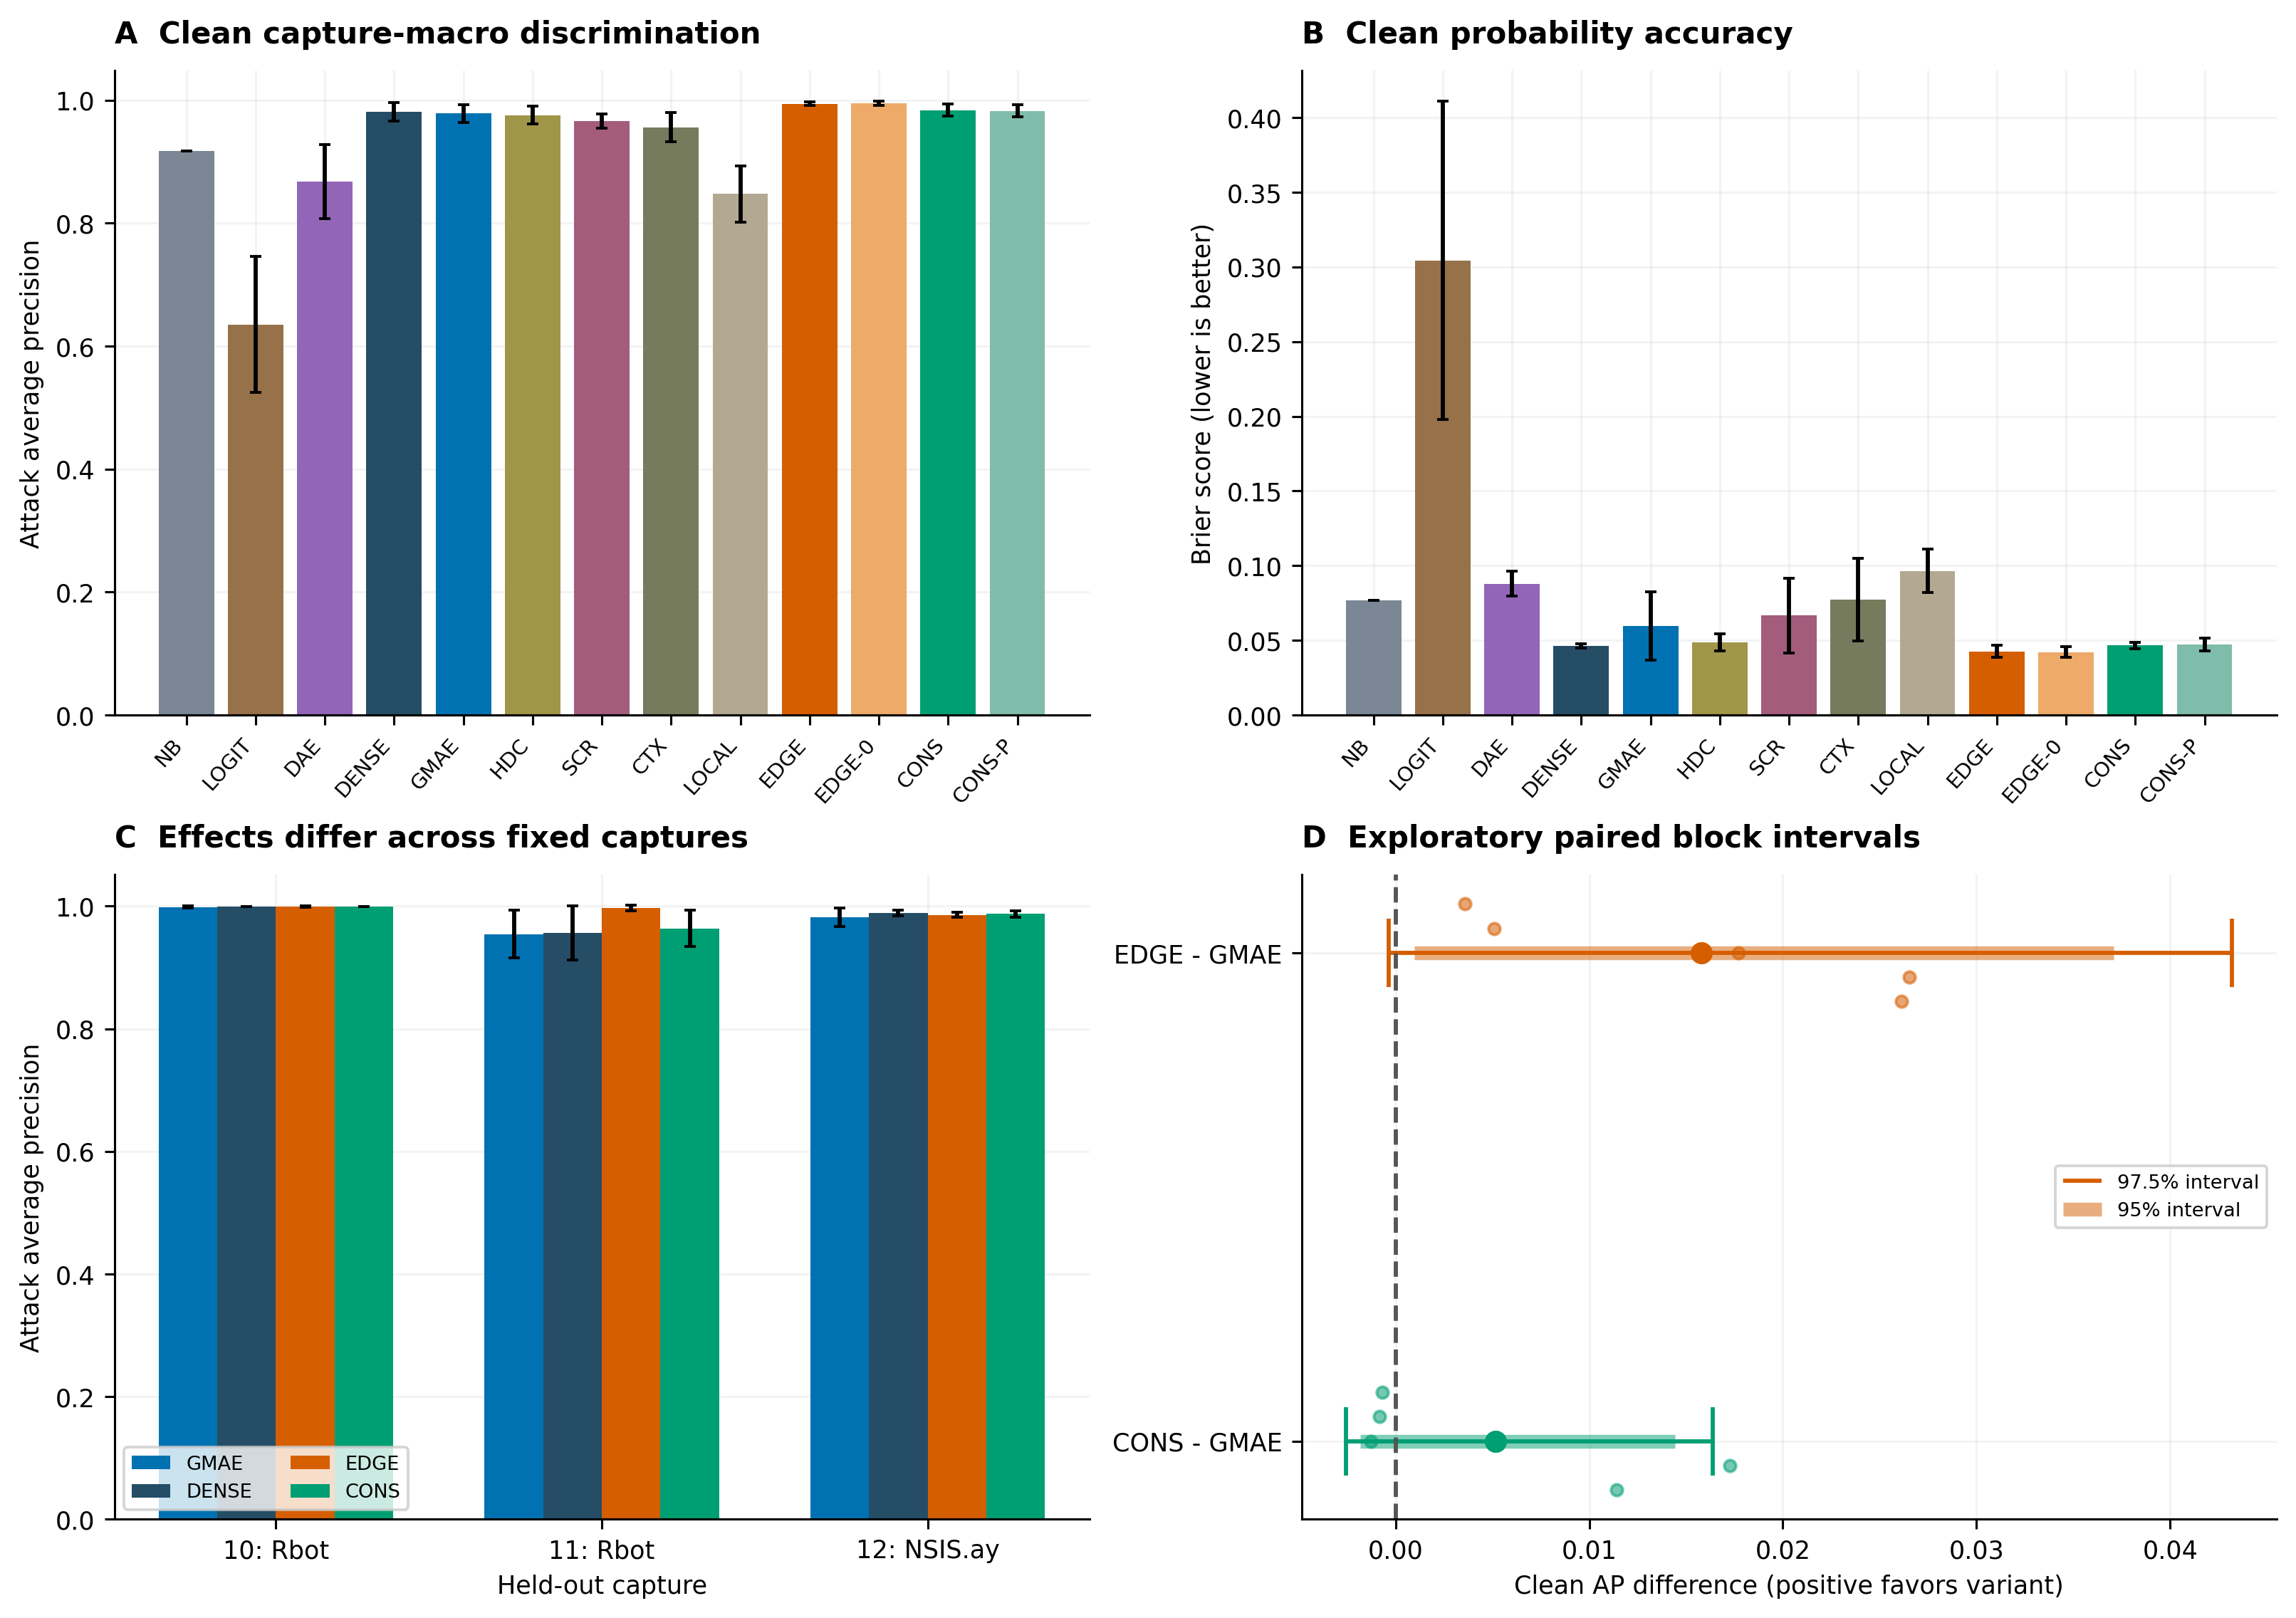 A Clean capture-macro discrimination
Attack average precision
1.0
0.8
0.6
0.4
0.2
0.0
NB
LOGIT
DAE
DENSE
GMAE
HDC
SCR
CTX
LOCAL
EDGE
EDGE-0
CONS
CONS-P
B Clean probability accuracy
Brier score (lower is better)
0.40
0.35
0.30
0.25
0.20
0.15
0.10
0.05
0.00
NB
LOGIT
DAE
DENSE
GMAE
HDC
SCR
CTX
LOCAL
EDGE
EDGE-0
CONS
CONS-P
C Effects differ across fixed captures
Attack average precision
1.0
0.8
0.6
0.4
0.2
0.0
GMAE
DENSE
EDGE
CONS
10: Rbot
11: Rbot
12: NSIS.ay
Held-out capture
D Exploratory paired block intervals
EDGE - GMAE
CONS - GMAE
97.5% interval
95% interval
0.00
0.01
0.02
0.03
0.04
Clean AP difference (positive favors variant)